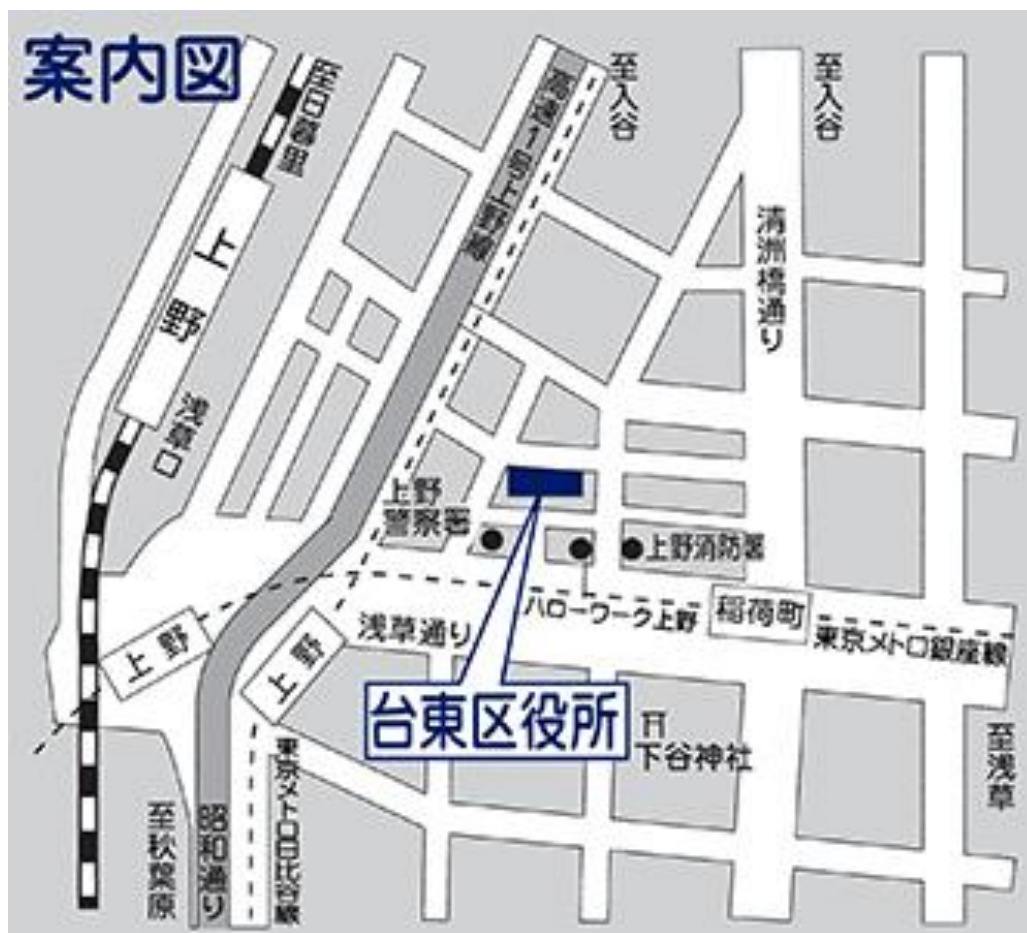 案内図
至日暮里
高速1号上野線
至入谷
至入谷
上野
清洲橋通り
浅草口
上野
警察署
上野消防署
ハローワーク上野
稲荷町
浅草通り
東京メトロ銀座線
上野
上野
台東区役所
下谷神社
至浅草
東京メトロ日比谷線
昭和通り
至秋葉原